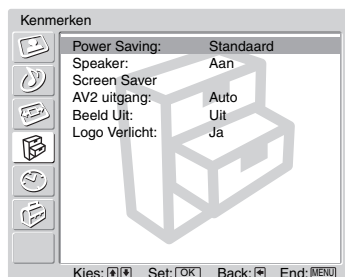 Kenmerken
Power Saving: Standaard
Speaker: Aan
Screen Saver
AV2 uitgang: Auto
Beeld Uit: Uit
Logo Verlicht: Ja
Kies: Set: OK Back: End: MENU